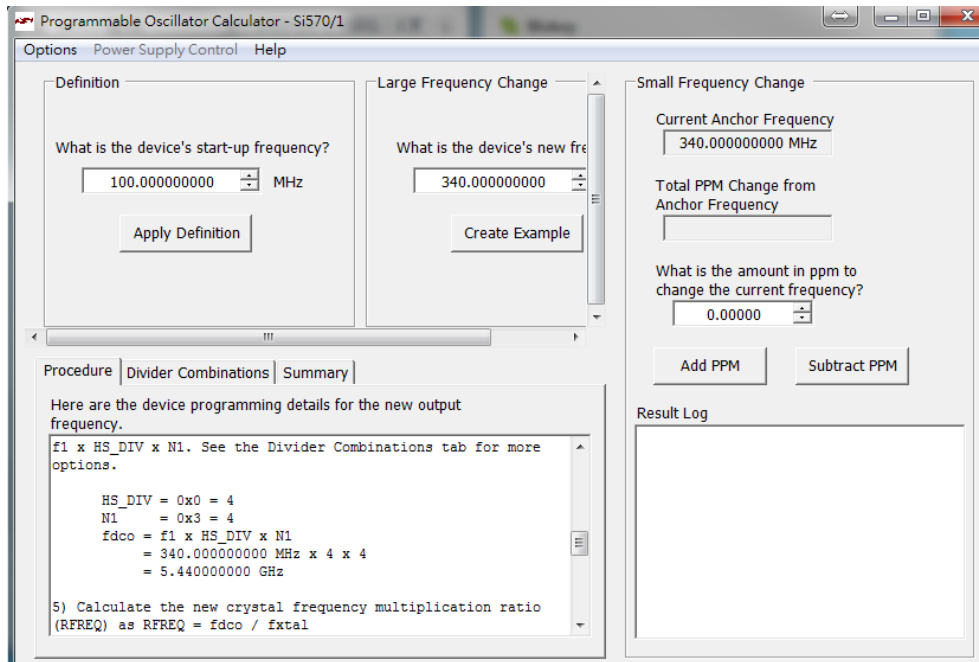 Programmable Oscillator Calculator - Si570/1
Options Power Supply Control Help
Definition
What is the device's start-up frequency?
100.000000000 MHz
Apply Definition
Large Frequency Change
What is the device's new fre
340.000000000
Create Example
Small Frequency Change
Current Anchor Frequency
340.000000000 MHz
Total PPM Change from
Anchor Frequency
What is the amount in ppm to
change the current frequency?
0.00000
Add PPM Subtract PPM
Result Log
Procedure Divider Combinations Summary
Here are the device programming details for the new output
frequency.
f1 x HS_DIV x N1. See the Divider Combinations tab for more
options.
HS_DIV = 0x0 = 4
N1 = 0x3 = 4
fdco = f1 x HS_DIV x N1
= 340.000000000 MHz x 4 x 4
= 5.440000000 GHz
5) Calculate the new crystal frequency multiplication ratio
(RFREQ) as RFREQ = fdco / fxtal